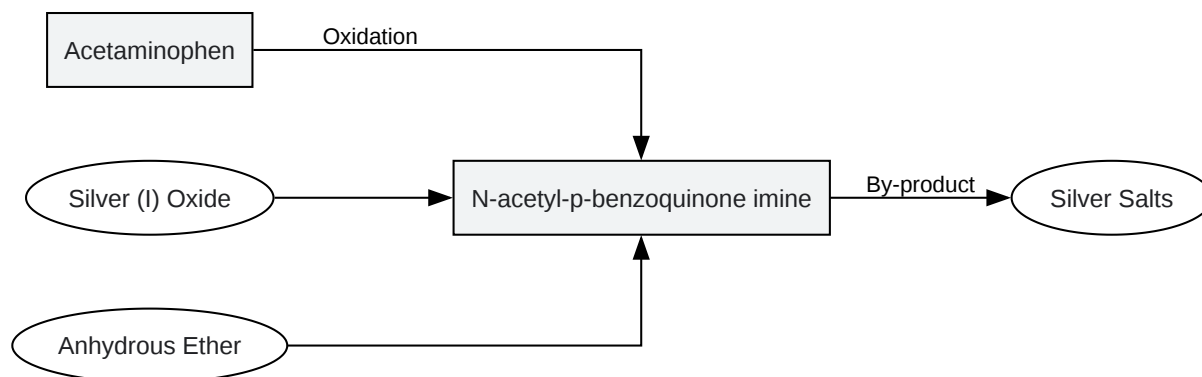 Acetaminophen
Oxidation
Silver (I) Oxide
N-acetyl-p-benzoquinone imine
By-product
Silver Salts
Anhydrous Ether